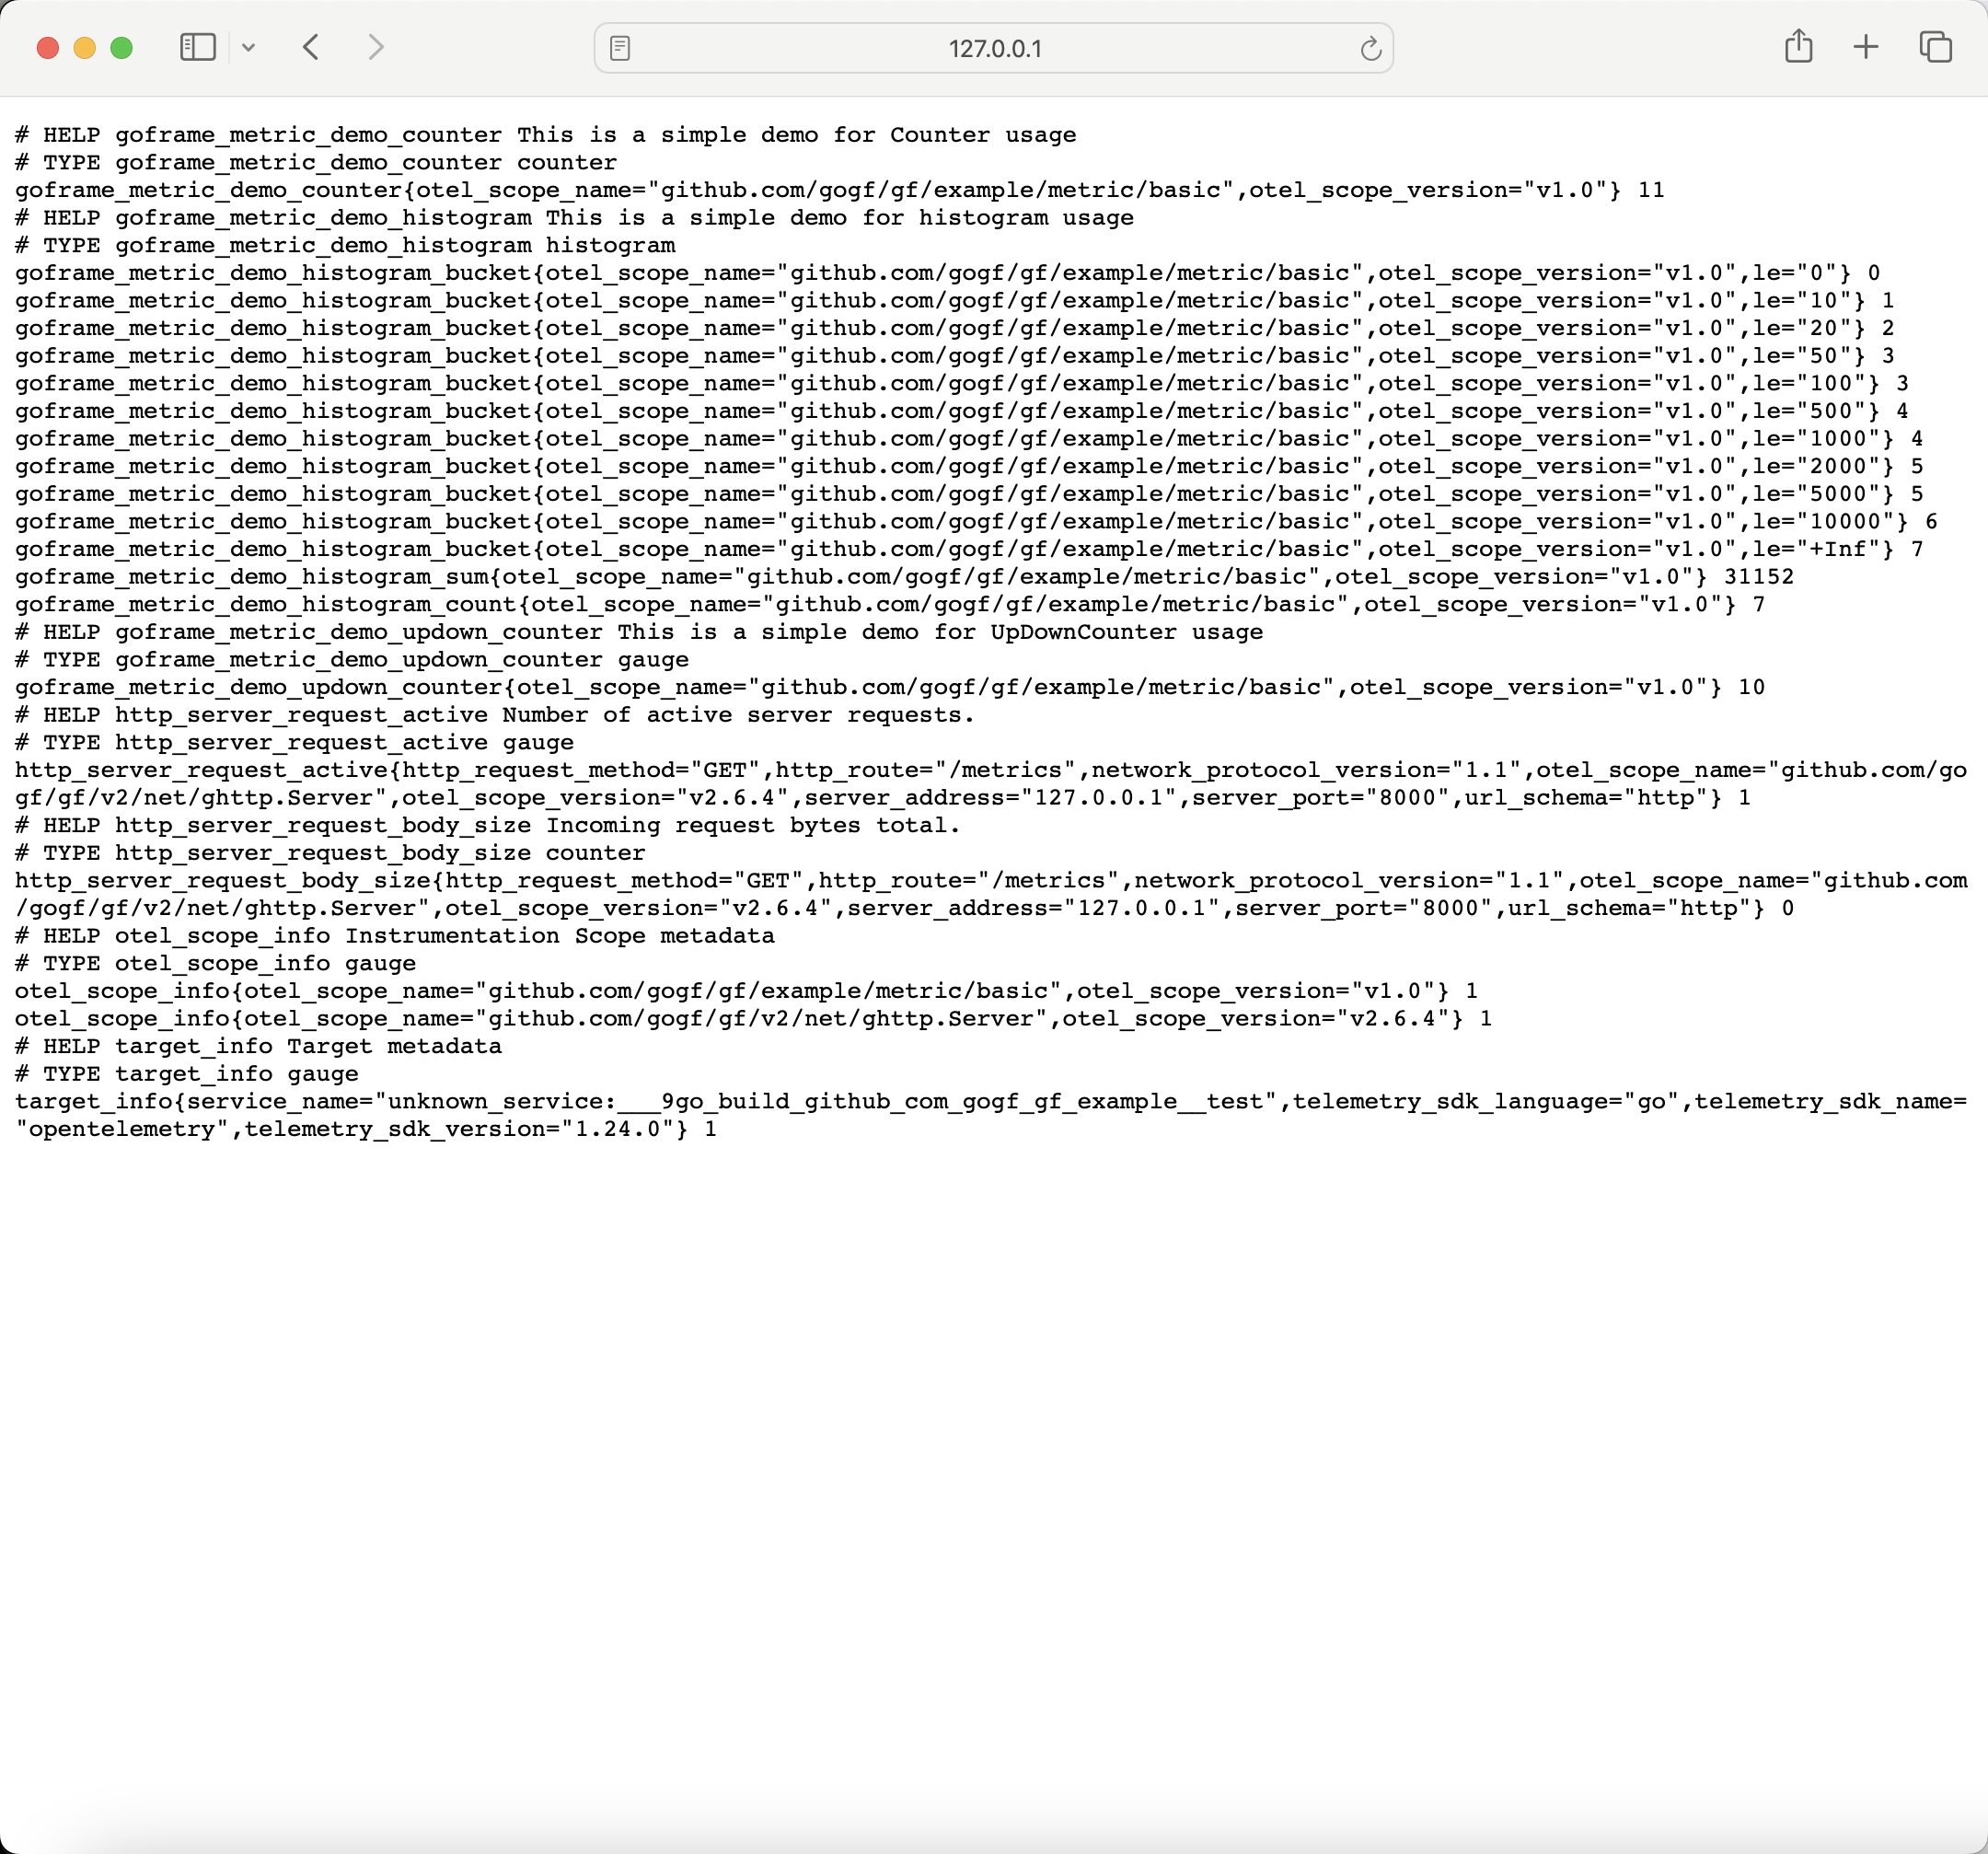 127.0.0.1
# HELP goframe_metric_demo_counter This is a simple demo for Counter usage
# TYPE goframe_metric_demo_counter counter
goframe_metric_demo_counter{otel_scope_name="github.com/gogf/gf/example/metric/basic",otel_scope_version="v1.0"} 11
# HELP goframe_metric_demo_histogram This is a simple demo for histogram usage
# TYPE goframe_metric_demo_histogram histogram
goframe_metric_demo_histogram_bucket{otel_scope_name="github.com/gogf/gf/example/metric/basic",otel_scope_version="v1.0",le="0"} 0
goframe_metric_demo_histogram_bucket{otel_scope_name="github.com/gogf/gf/example/metric/basic",otel_scope_version="v1.0",le="10"} 1
goframe_metric_demo_histogram_bucket{otel_scope_name="github.com/gogf/gf/example/metric/basic",otel_scope_version="v1.0",le="20"} 2
goframe_metric_demo_histogram_bucket{otel_scope_name="github.com/gogf/gf/example/metric/basic",otel_scope_version="v1.0",le="50"} 3
goframe_metric_demo_histogram_bucket{otel_scope_name="github.com/gogf/gf/example/metric/basic",otel_scope_version="v1.0",le="100"} 3
goframe_metric_demo_histogram_bucket{otel_scope_name="github.com/gogf/gf/example/metric/basic",otel_scope_version="v1.0",le="500"} 4
goframe_metric_demo_histogram_bucket{otel_scope_name="github.com/gogf/gf/example/metric/basic",otel_scope_version="v1.0",le="1000"} 4
goframe_metric_demo_histogram_bucket{otel_scope_name="github.com/gogf/gf/example/metric/basic",otel_scope_version="v1.0",le="2000"} 5
goframe_metric_demo_histogram_bucket{otel_scope_name="github.com/gogf/gf/example/metric/basic",otel_scope_version="v1.0",le="5000"} 5
goframe_metric_demo_histogram_bucket{otel_scope_name="github.com/gogf/gf/example/metric/basic",otel_scope_version="v1.0",le="10000"} 6
goframe_metric_demo_histogram_bucket{otel_scope_name="github.com/gogf/gf/example/metric/basic",otel_scope_version="v1.0",le="+Inf"} 7
goframe_metric_demo_histogram_sum{otel_scope_name="github.com/gogf/gf/example/metric/basic",otel_scope_version="v1.0"} 31152
goframe_metric_demo_histogram_count{otel_scope_name="github.com/gogf/gf/example/metric/basic",otel_scope_version="v1.0"} 7
# HELP goframe_metric_demo_updown_counter This is a simple demo for UpDownCounter usage
# TYPE goframe_metric_demo_updown_counter gauge
goframe_metric_demo_updown_counter{otel_scope_name="github.com/gogf/gf/example/metric/basic",otel_scope_version="v1.0"} 10
# HELP http_server_request_active Number of active server requests.
# TYPE http_server_request_active gauge
http_server_request_active{http_request_method="GET",http_route="/metrics",network_protocol_version="1.1",otel_scope_name="github.com/go
gf/gf/v2/net/ghttp.Server",otel_scope_version="v2.6.4",server_address="127.0.0.1",server_port="8000",url_schema="http"} 1
# HELP http_server_request_body_size Incoming request bytes total.
# TYPE http_server_request_body_size counter
http_server_request_body_size{http_request_method="GET",http_route="/metrics",network_protocol_version="1.1",otel_scope_name="github.com
/gogf/gf/v2/net/ghttp.Server",otel_scope_version="v2.6.4",server_address="127.0.0.1",server_port="8000",url_schema="http"} 0
# HELP otel_scope_info Instrumentation Scope metadata
# TYPE otel_scope_info gauge
otel_scope_info{otel_scope_name="github.com/gogf/gf/example/metric/basic",otel_scope_version="v1.0"} 1
otel_scope_info{otel_scope_name="github.com/gogf/gf/v2/net/ghttp.Server",otel_scope_version="v2.6.4"} 1
# HELP target_info Target metadata
# TYPE target_info gauge
target_info{service_name="unknown_service:___9go_build_github_com_gogf_gf_example__test",telemetry_sdk_language="go",telemetry_sdk_name=
"opentelemetry",telemetry_sdk_version="1.24.0"} 1